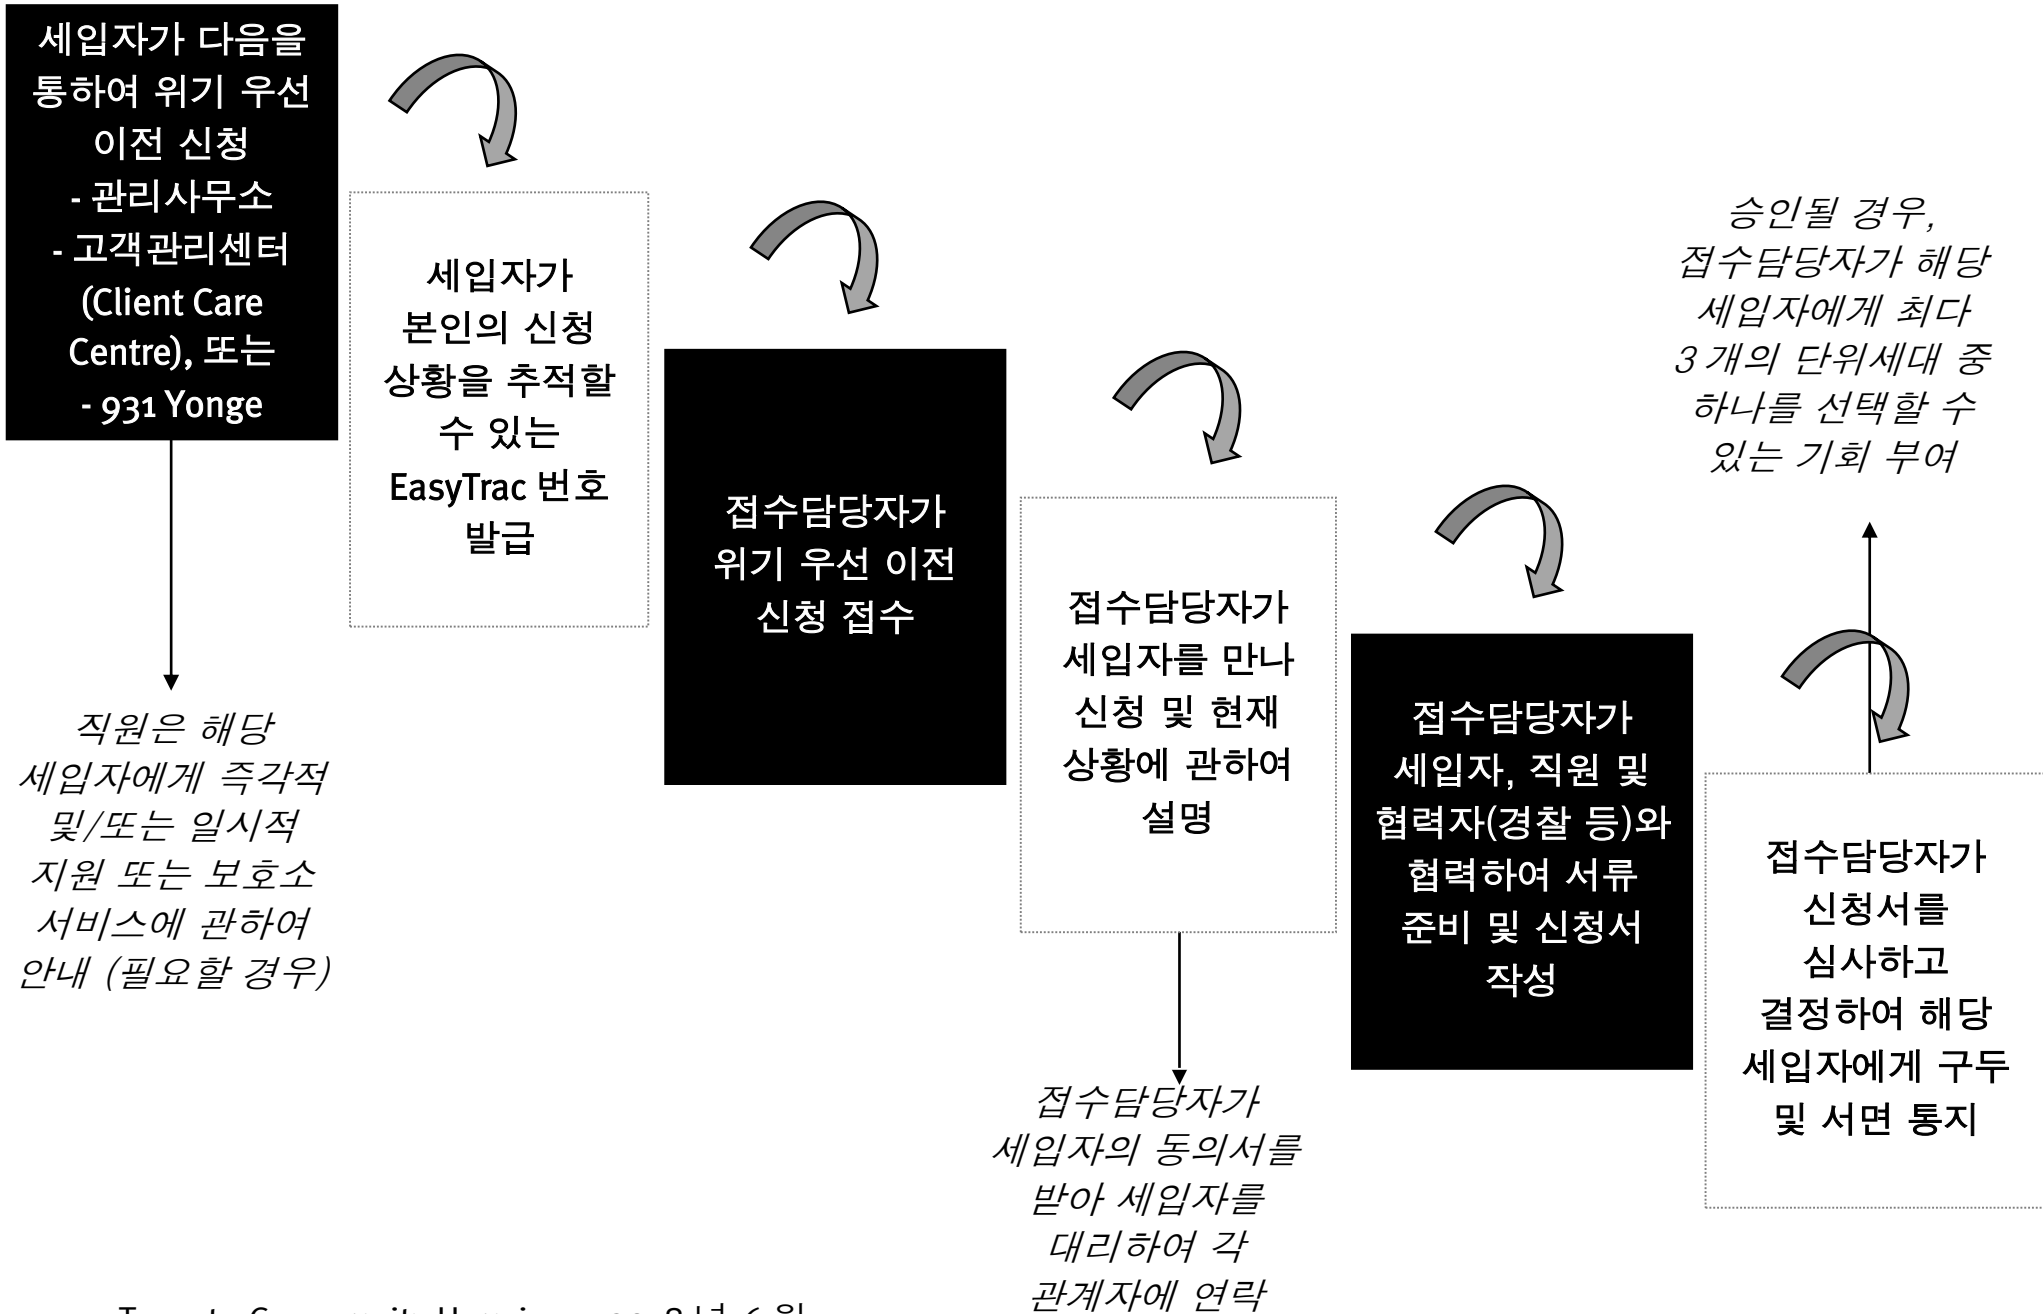 세입자가 다음을
통하여 위기 우선
이전 신청
- 관리사무소
- 고객관리센터
(Client Care
Centre), 또는
- 931 Yonge
직원은 해당
세입자에게 즉각적
및/또는 일시적
지원 또는 보호소
서비스에 관하여
안내 (필요할 경우)
세입자가
본인의 신청
상황을 추적할
수 있는
EasyTrac 번호
발급
접수담당자가
위기 우선 이전
신청 접수
접수담당자가
세입자를 만나
신청 및 현재
상황에 관하여
설명
접수담당자가
세입자의 동의서를
받아 세입자를
대리하여 각
관계자에 연락
접수담당자가
세입자, 직원 및
협력자(경찰 등)와
협력하여 서류
준비 및 신청서
작성
접수담당자가
신청서를
심사하고
결정하여 해당
세입자에게 구두
및 서면 통지
승인될 경우,
접수담당자가 해당
세입자에게 최다
3 개의 단위세대 중
하나를 선택할 수
있는 기회 부여